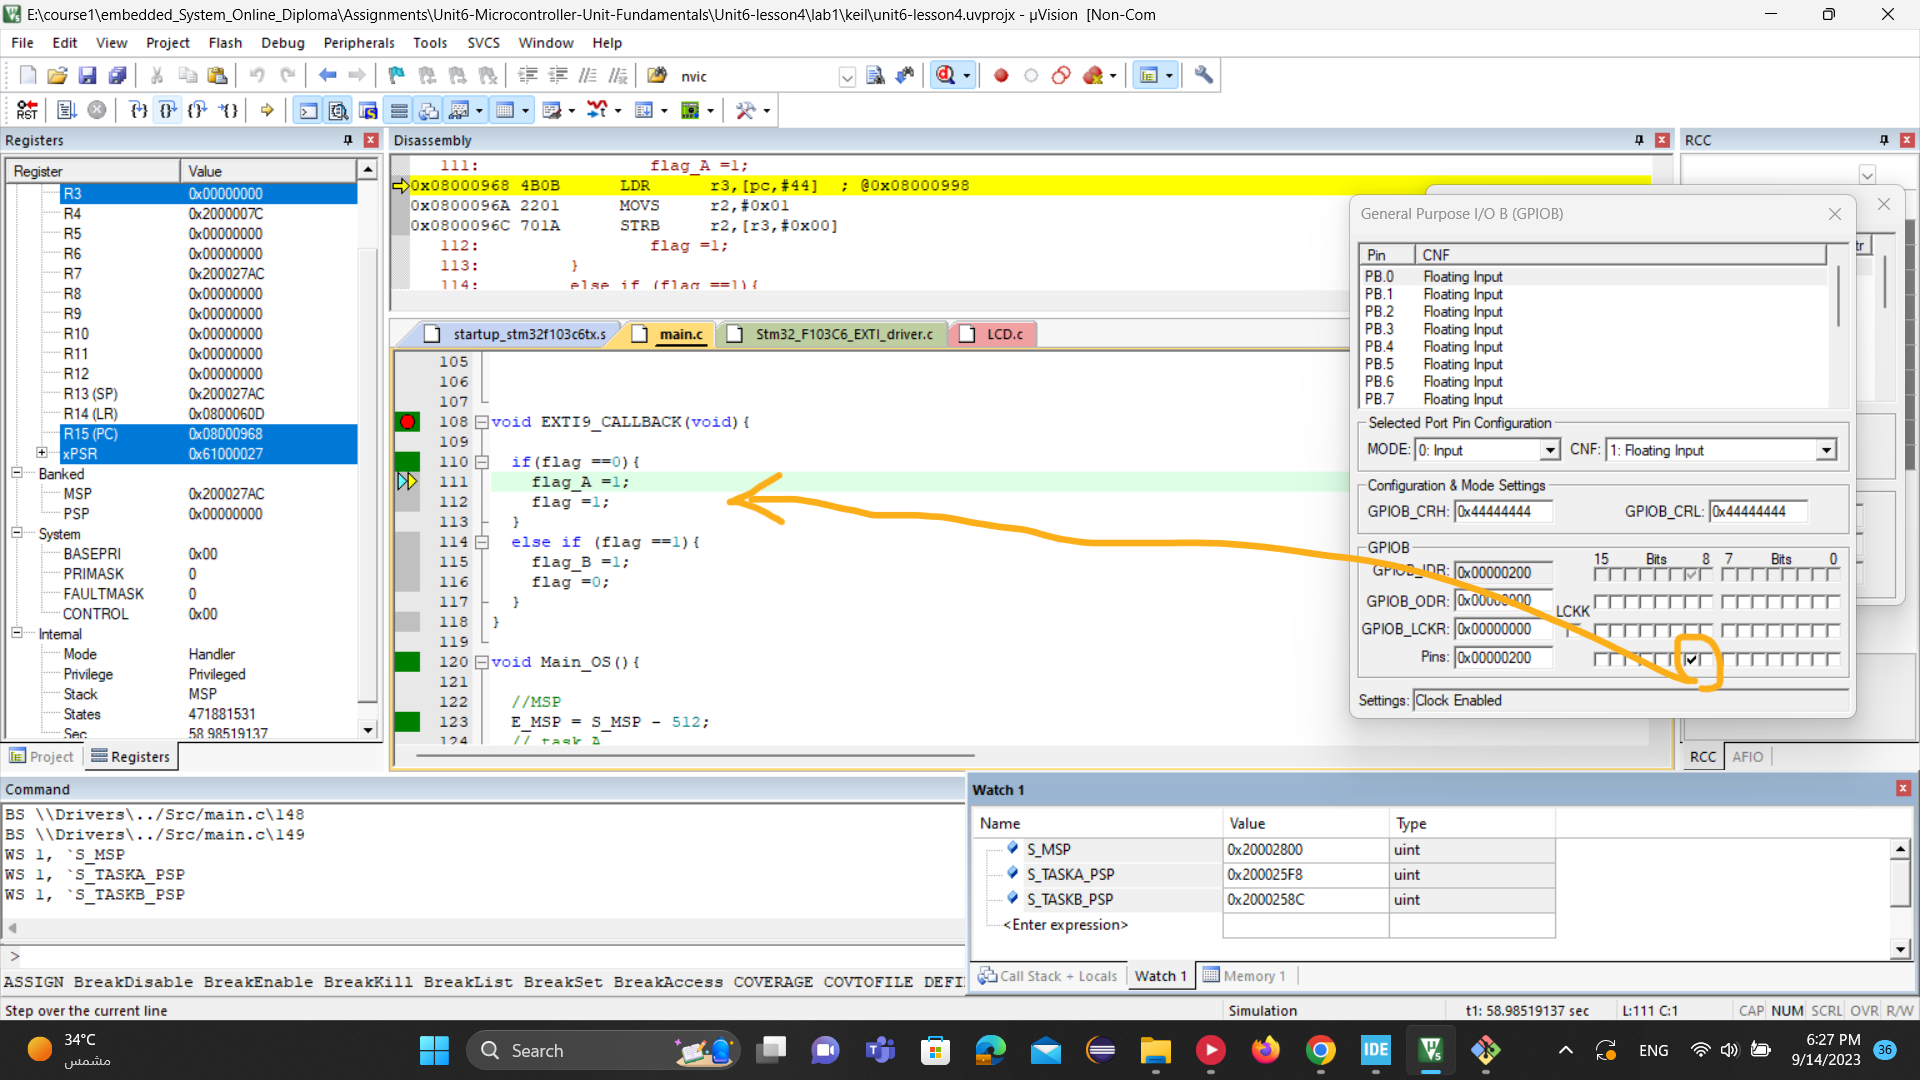 E:\course1\embedded_System_Online_Diploma\Assignments\Unit6-Microcontroller-Unit-Fundamentals\Unit6-lesson4\lab1\keil\unit6-lesson4.uvprojx - µVision [Non-Com
File Edit View Project Flash Debug Peripherals Tools SVCS Window Help
nvic
RST
Registers
Register Value
R3 0x00000000
R4 0x2000007C
R5 0x00000000
R6 0x00000000
R7 0x200027AC
R8 0x00000000
R9 0x00000000
R10 0x00000000
R11 0x00000000
R12 0x00000000
R13 (SP) 0x200027AC
R14 (LR) 0x0800060D
R15 (PC) 0x08000968
xPSR 0x61000027
Banked
MSP 0x200027AC
PSP 0x00000000
System
BASEPRI 0x00
PRIMASK 0
FAULTMASK 0
CONTROL 0x00
Internal
Mode Handler
Privilege Privileged
Stack MSP
States 471881531
Sec 58.98519137
Project Registers
Disassembly
111: flag_A =1;
0x08000968 4B0B LDR r3,[pc,#44] ; @0x08000998
0x0800096A 2201 MOVS r2,#0x01
0x0800096C 701A STRB r2,[r3,#0x00]
112: flag =1;
113: }
114: else if (flag ==1){
startup_stm32f103c6tx.s main.c Stm32_F103C6_EXTI_driver.c LCD.c
105
106
107
108 void EXTI9_CALLBACK(void){
109
110 if(flag ==0){
111 flag_A =1;
112 flag =1;
113 }
114 else if (flag ==1){
115 flag_B =1;
116 flag =0;
117 }
118 }
119
120 void Main_OS(){
121
122 //MSP
123 E_MSP = S_MSP - 512;
124 // task A
RCC
General Purpose I/O B (GPIOB)
Pin CNF
PB.0 Floating Input
PB.1 Floating Input
PB.2 Floating Input
PB.3 Floating Input
PB.4 Floating Input
PB.5 Floating Input
PB.6 Floating Input
PB.7 Floating Input
Selected Port Pin Configuration
MODE: 0: Input CNF: 1: Floating Input
Configuration & Mode Settings
GPIOB_CRH: 0x44444444 GPIOB_CRL: 0x44444444
GPIOB
15 Bits 8 7 Bits 0
GPIOB_IDR: 0x00000200
GPIOB_ODR: 0x00000000
LCKK
GPIOB_LCKR: 0x00000000
Pins: 0x00000200
Settings: Clock Enabled
RCC AFIO
Command
BS \\Drivers\../Src/main.c\148
BS \\Drivers\../Src/main.c\149
WS 1, `S_MSP
WS 1, `S_TASKA_PSP
WS 1, `S_TASKB_PSP
>
ASSIGN BreakDisable BreakEnable BreakKill BreakList BreakSet BreakAccess COVERAGE COVTOFILE DEFI
Watch 1
Name Value Type
S_MSP 0x20002800 uint
S_TASKA_PSP 0x200025F8 uint
S_TASKB_PSP 0x2000258C uint
<Enter expression>
Call Stack + Locals Watch 1 Memory 1
Step over the current line Simulation t1: 58.98519137 sec L:111 C:1 CAP NUM SCRL OVR R/W
34°C
مشمس
Search
IDE
ENG
6:27 PM
9/14/2023
36